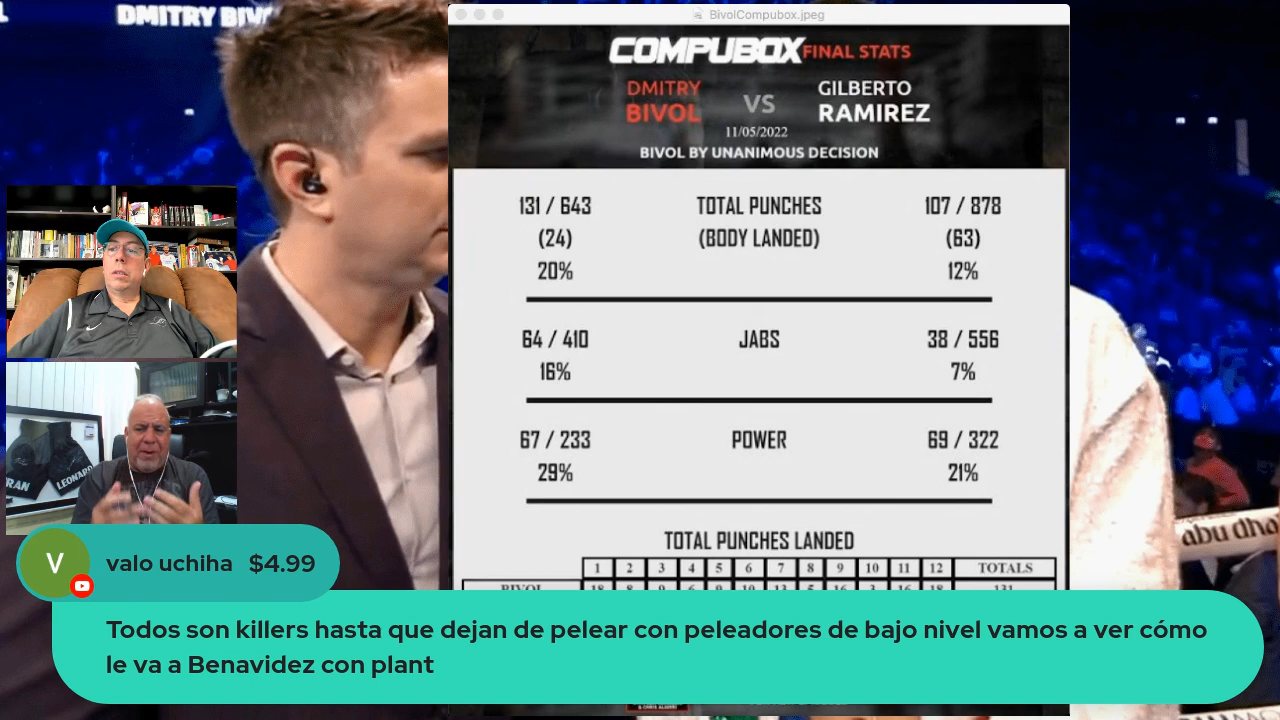 L
DMITRY BIV
BivolCompubox.jpeg
COMPUBOX FINAL STATS
DMITRY BIVOL VS GILBERTO RAMIREZ
11/05/2022
BIVOL BY UNANIMOUS DECISION
131 / 643 TOTAL PUNCHES 107 / 878
(24) (BODY LANDED) (63)
20% 12%
64 / 410 JABS 38 / 556
16% 7%
67 / 233 POWER 69 / 322
29% 21%
TOTAL PUNCHES LANDED
1 2 3 4 5 6 7 8 9 10 11 12 TOTALS
BIVOL
131
RAN
LEONARD
abu dha
V valo uchiha $4.99
Todos son killers hasta que dejan de pelear con peleadores de bajo nivel vamos a ver cómo
le va a Benavidez con plant